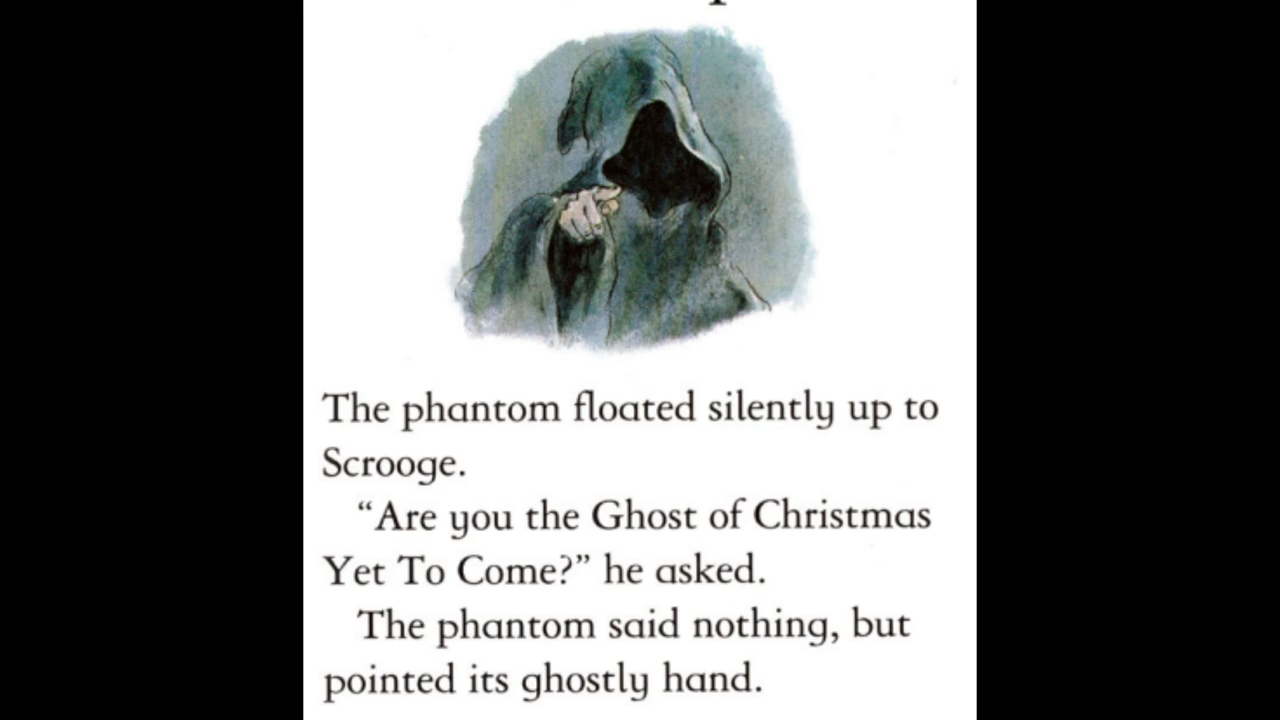 The phantom floated silently up to
Scrooge.
“Are you the Ghost of Christmas
Yet To Come?” he asked.
The phantom said nothing, but
pointed its ghostly hand.